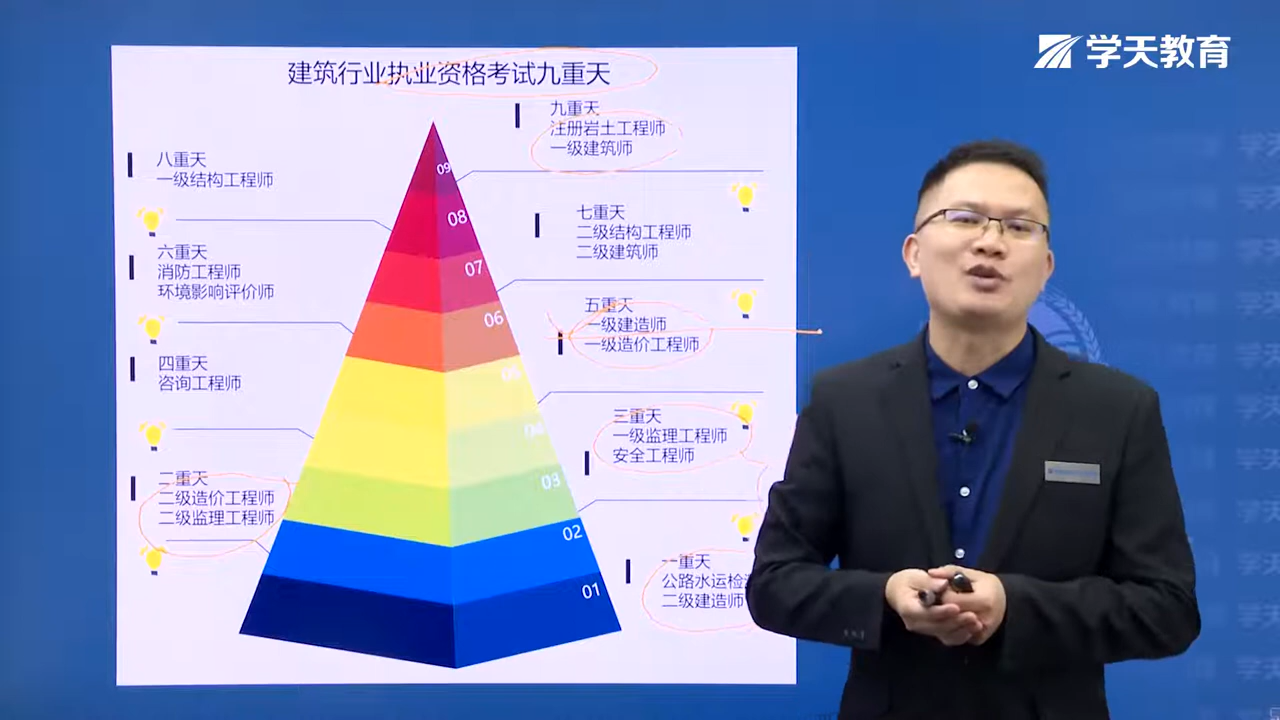 学天教育
建筑行业执业资格考试九重天
九重天
注册岩土工程师
一级建筑师
八重天
一级结构工程师
七重天
二级结构工程师
二级建筑师
六重天
消防工程师
环境影响评价师
五重天
一级建造师
一级造价工程师
四重天
咨询工程师
三重天
一级监理工程师
安全工程师
二重天
二级造价工程师
二级监理工程师
一重天
公路水运检
二级建造师
09
08
07
06
05
04
03
02
01